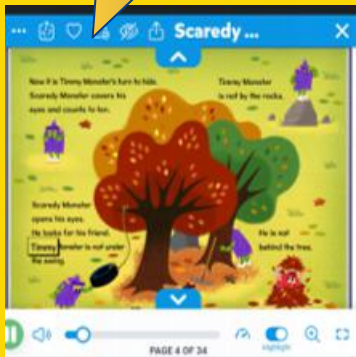 Scaredy ...
Now it is Timmy Monster's turn to hide.
Scaredy Monster covers his
eyes and counts to ten.
Timmy Monster
is not by the rocks.
Scaredy Monster
opens his eyes.
He looks for his friend.
Timmy Monster is not under
the swing.
He is not
behind the tree.
Highlight
PAGE 4 OF 34